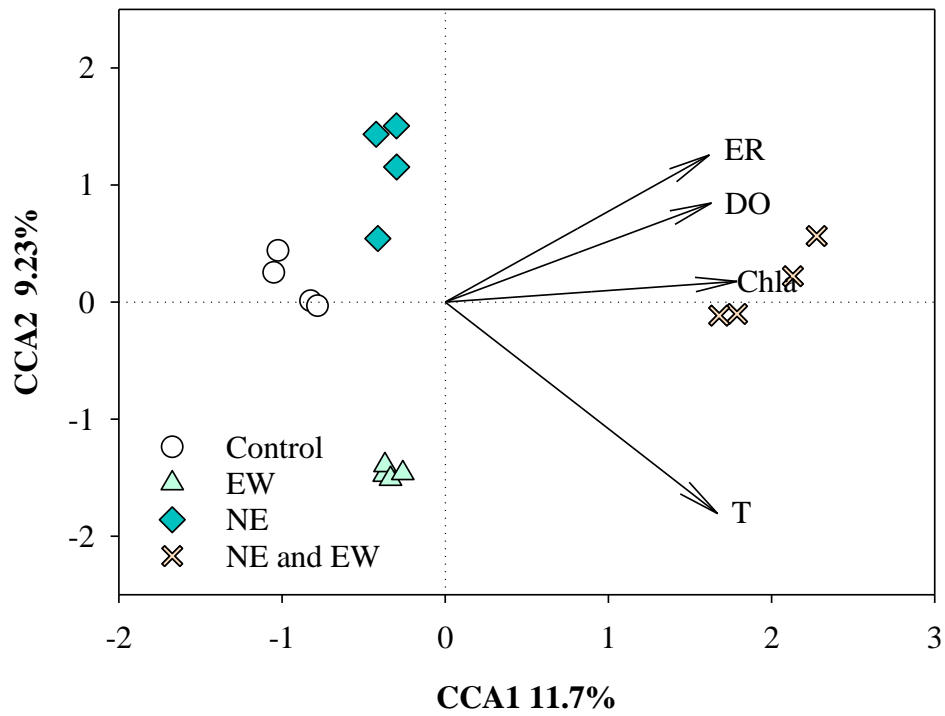 2
1
0
-1
-2
CCA2 9.23%
ER
DO
Chla
T
Control
EW
NE
NE and EW
-2 -1 0 1 2 3
CCA1 11.7%